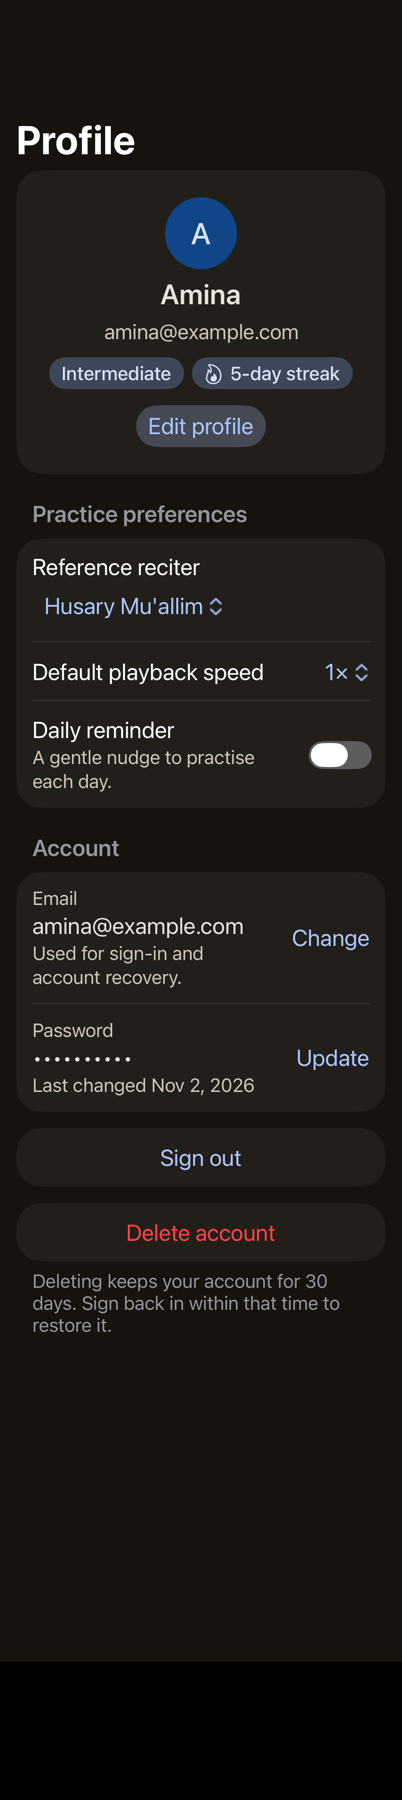 Profile
A
Amina
amina@example.com
Intermediate
5-day streak
Edit profile
Practice preferences
Reference reciter
Husary Mu'allim
Default playback speed 1×
Daily reminder
A gentle nudge to practise
each day.
Account
Email
amina@example.com
Change
Used for sign-in and
account recovery.
Password
••••••••••
Update
Last changed Nov 2, 2026
Sign out
Delete account
Deleting keeps your account for 30
days. Sign back in within that time to
restore it.